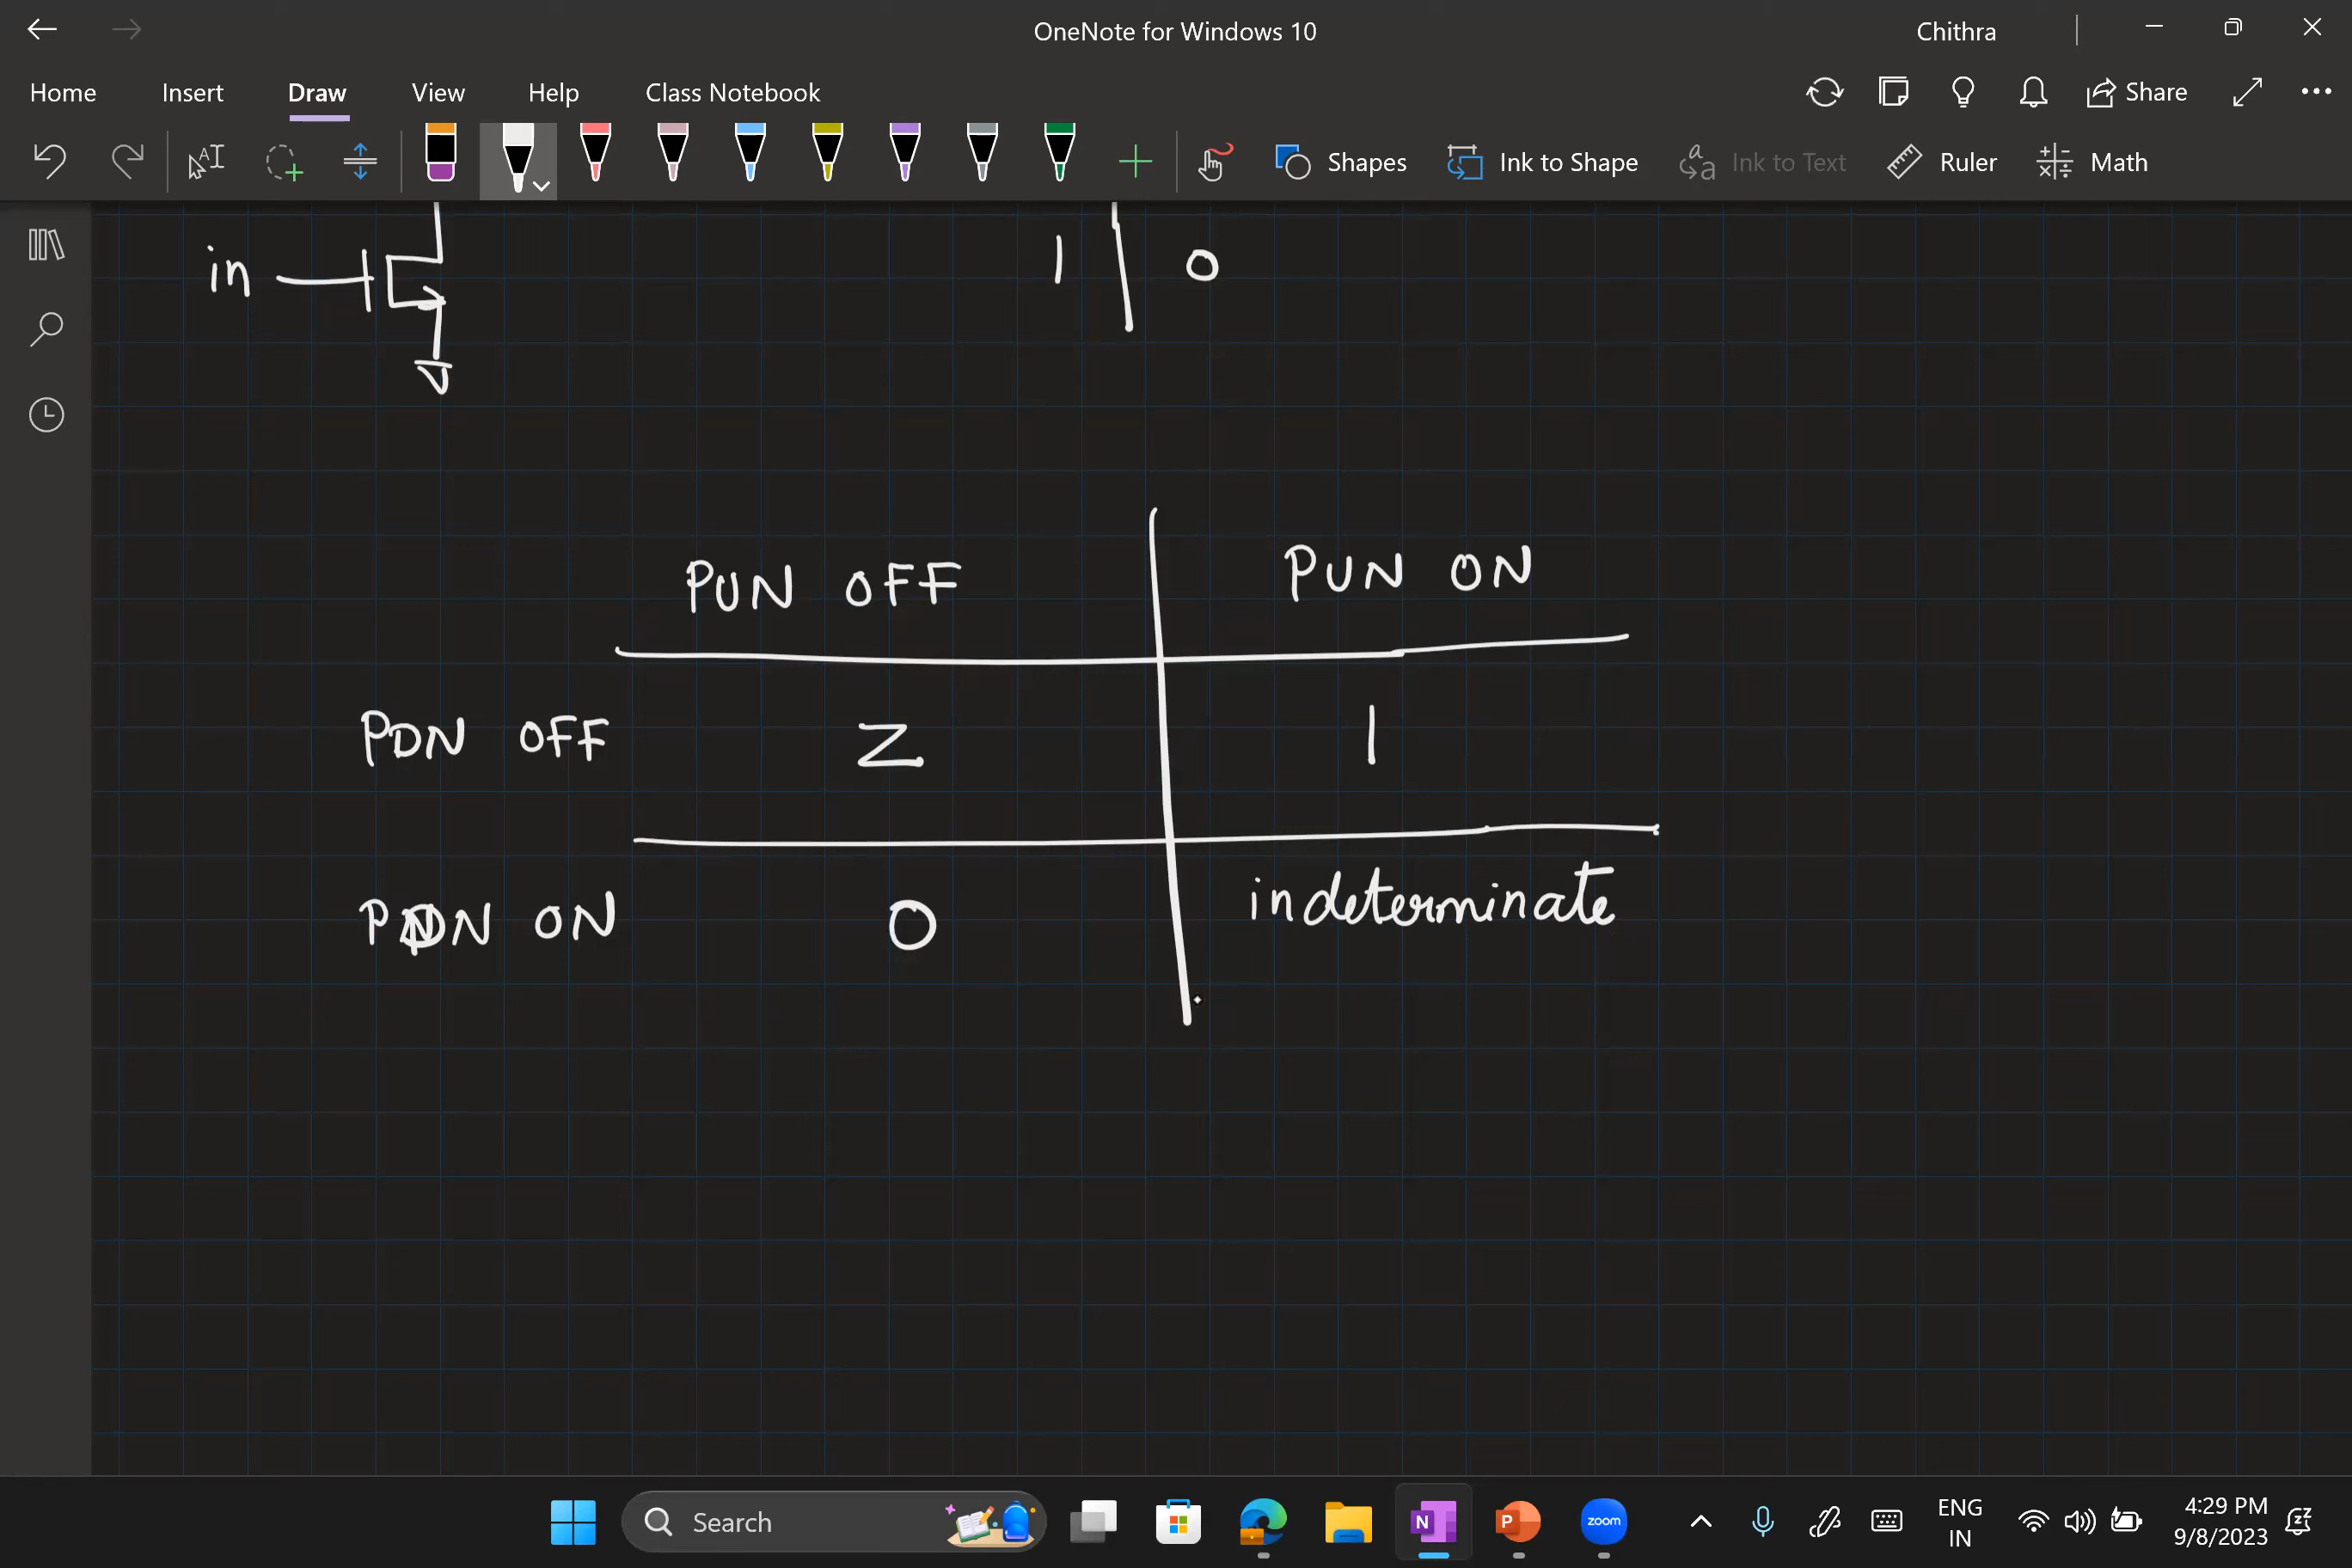 OneNote for Windows 10
Chithra
Home Insert Draw View Help Class Notebook
Share
Shapes Ink to Shape Ink to Text Ruler Math
in
1 0
PUN OFF PUN ON
PDN OFF Z 1
PDN ON 0 indeterminate
Search
zoom
ENG
IN
4:29 PM
9/8/2023